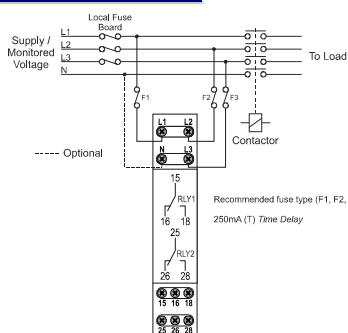 Local Fuse
Board
Supply /
Monitored
Voltage
L1
L2
L3
N
To Load
F1
F2
F3
Contactor
L1 L2
N L3
----- Optional
15
RLY1
16 18
25
RLY2
26 28
Recommended fuse type (F1, F2,
250mA (T) Time Delay
15 16 18
25 26 28